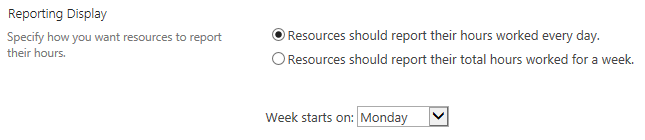 Reporting Display
Specify how you want resources to report
their hours.
Resources should report their hours worked every day.
Resources should report their total hours worked for a week.
Week starts on: Monday